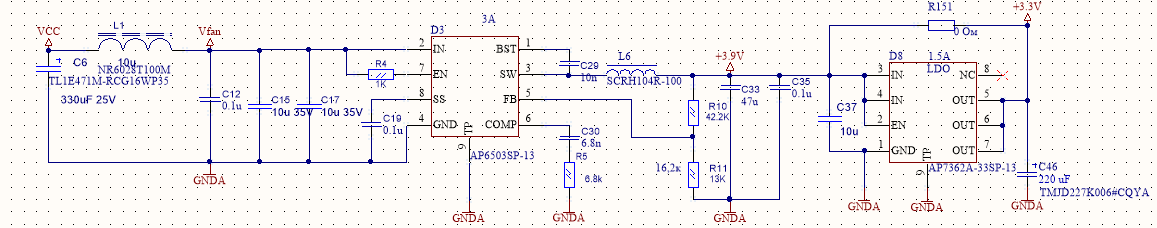 VCC
L1
10u
NR6028T100M
C6
TL1E471M-RCG16WP35
330uF 25V
Vfan
C12
0.1u
C15
10u 35V
C17
10u 35V
GNDA
R4
1K
C19
0.1u
3A
D3
2 IN
7 EN
8 SS
4 GND
TP
9
BST 1
SW 3
FB 5
COMP 6
AP6503SP-13
GNDA
C29
10n
C30
6.8n
R5
6.8k
GNDA
L6
SCRH104R-100
R10
42.2K
16,2к
R11
13K
+3.9V
C33
47u
C35
0.1u
GNDA
R151
0 Ом
+3.3V
C37
10u
D8
1.5A
LDO
3 IN
4 IN
2 EN
1 GND
TP
9
NC 8
OUT 5
OUT 6
OUT 7
AP7362A-33SP-13
GNDA
GNDA
C46
220 uF
TMJD227K006#CQYA
GNDA